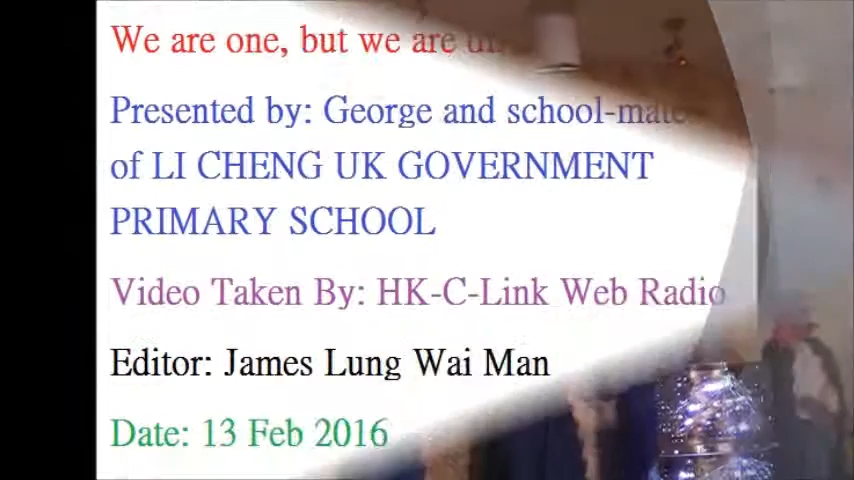 We are one, but we are
Presented by: George and school-mate
of LI CHENG UK GOVERNMENT
PRIMARY SCHOOL
Video Taken By: HK-C-Link Web Radio
Editor: James Lung Wai Man
Date: 13 Feb 2016